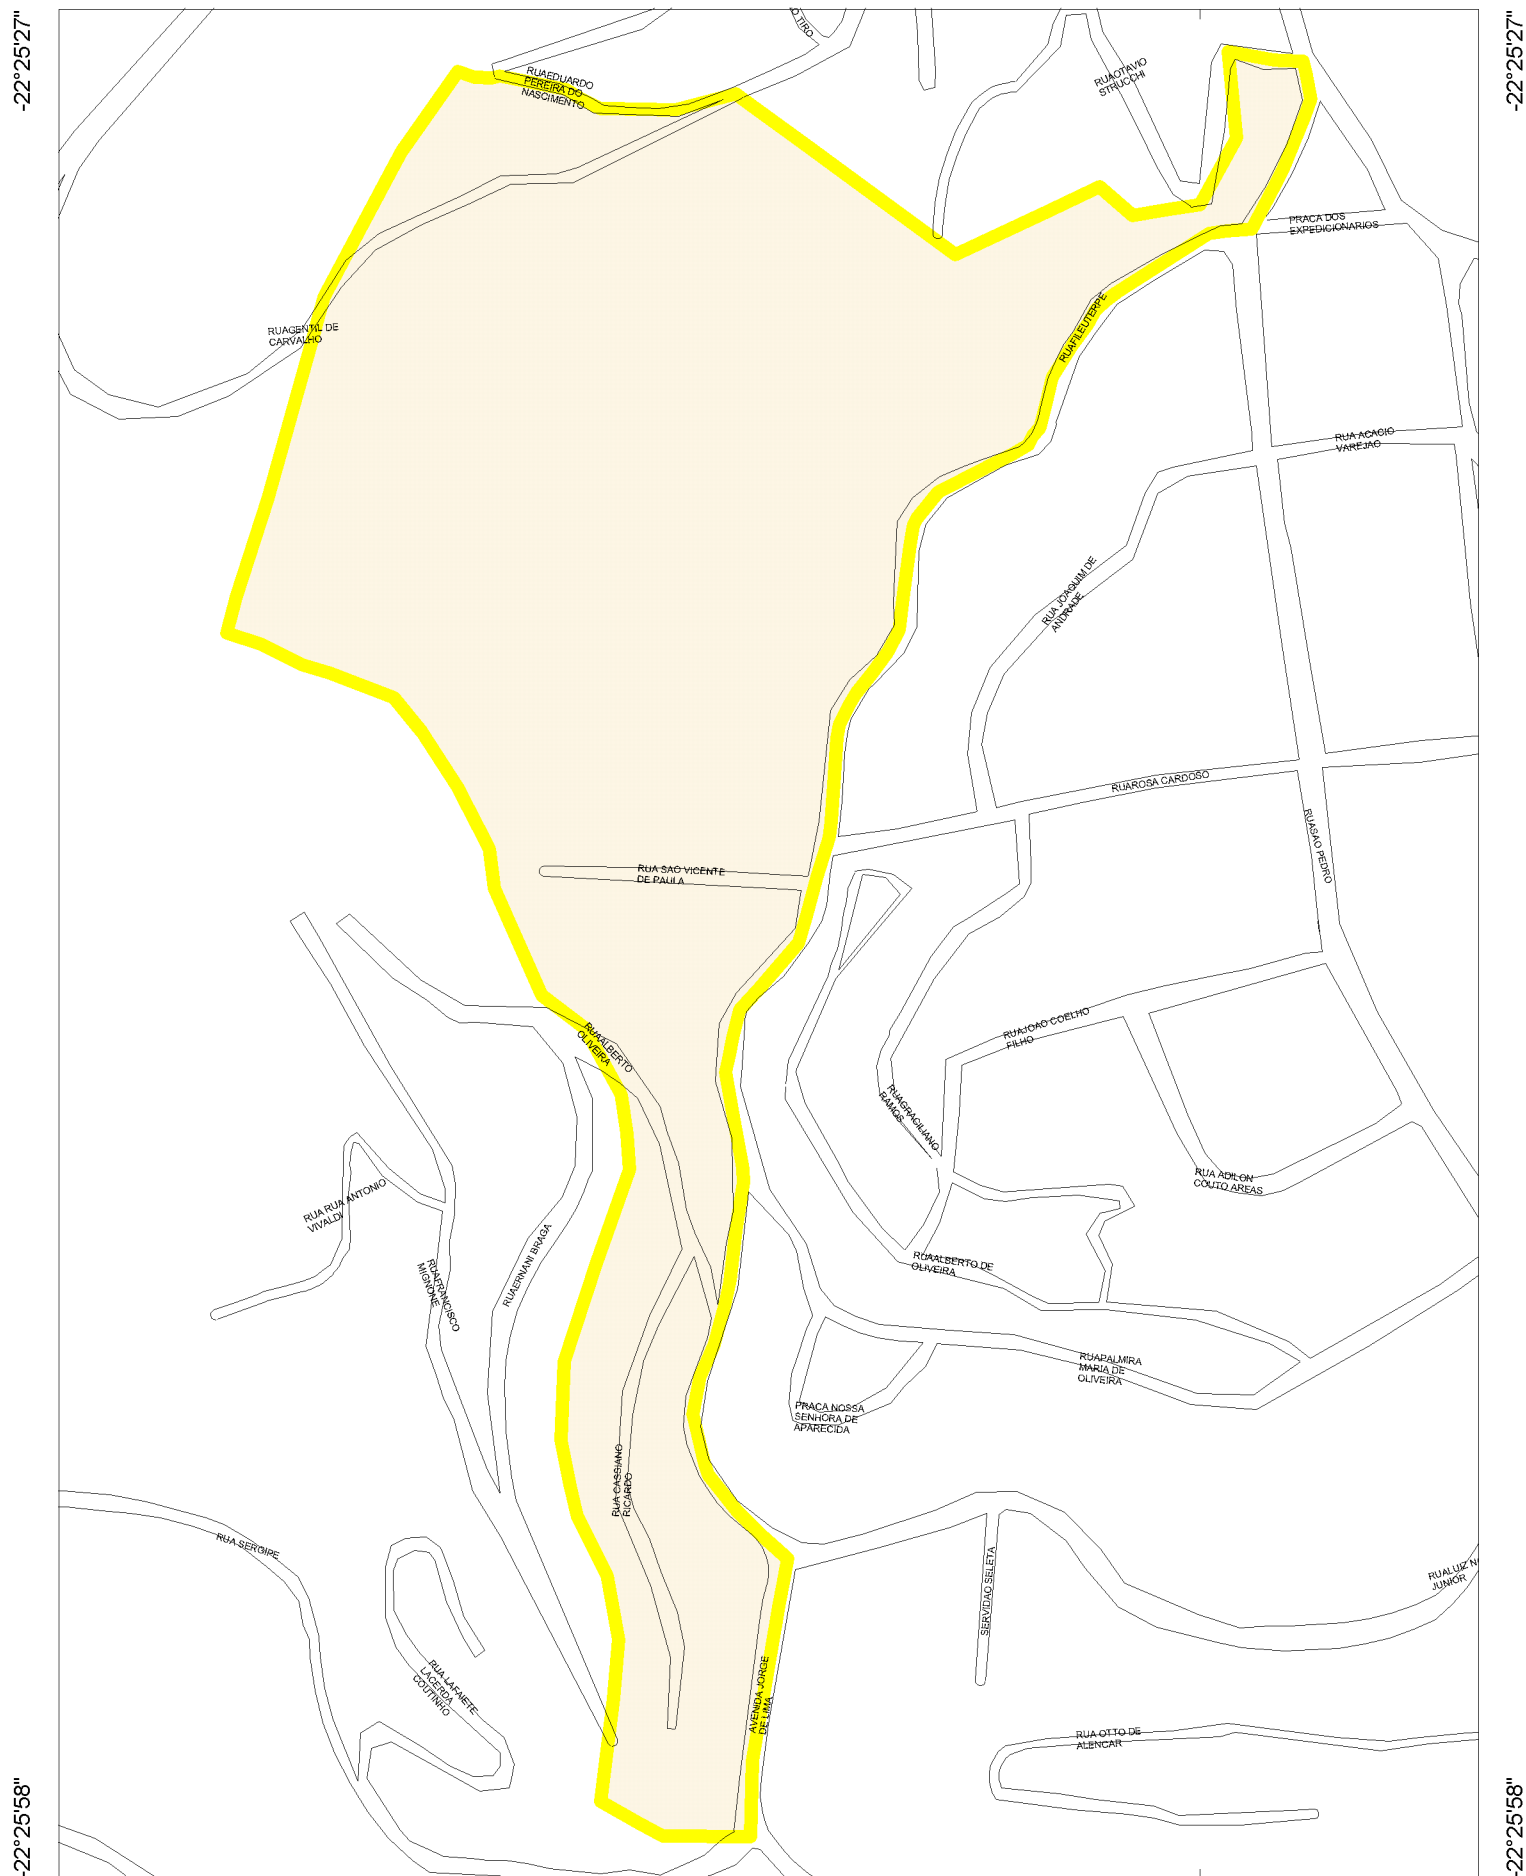 -22°25'27"
-22°25'27"
O TIRO
RUAEDUARDO
PEREIRA DO
NASCIMENTO
RUAOTAVIO
STRUCCHI
PRACA DOS
EXPEDICIONARIOS
RUAGENTIL DE
CARVALHO
RUAFILEUTERPE
RUA ACACIO
VAREJAO
RUA JOAQUIM DE
ANDRADE
RUAROSA CARDOSO
RUASAO PEDRO
RUA SAO VICENTE
DE PAULA
RUAALBERTO
OLIVEIRA
RUAJOAO COELHO
FILHO
RUAGRACILIANO
RAMOS
RUA ADILON
COUTO AREAS
RUA RUA ANTONIO
VIVALDI
RUAERNANI BRAGA
RUAFRANCISCO
MIGNONE
RUAALBERTO DE
OLIVEIRA
RUAPALMIRA
MARIA DE
OLIVEIRA
PRACA NOSSA
SENHORA DE
APARECIDA
RUA CASSIANO
RICARDO
RUA SERGIPE
SERVIDAO SELETA
RUALUIZ N
JUNIOR
RUA LAFAIETE
LACERDA
COUTINHO
AVENIDA JORGE
DE LIMA
RUA OTTO DE
ALENCAR
-22°25'58"
-22°25'58"